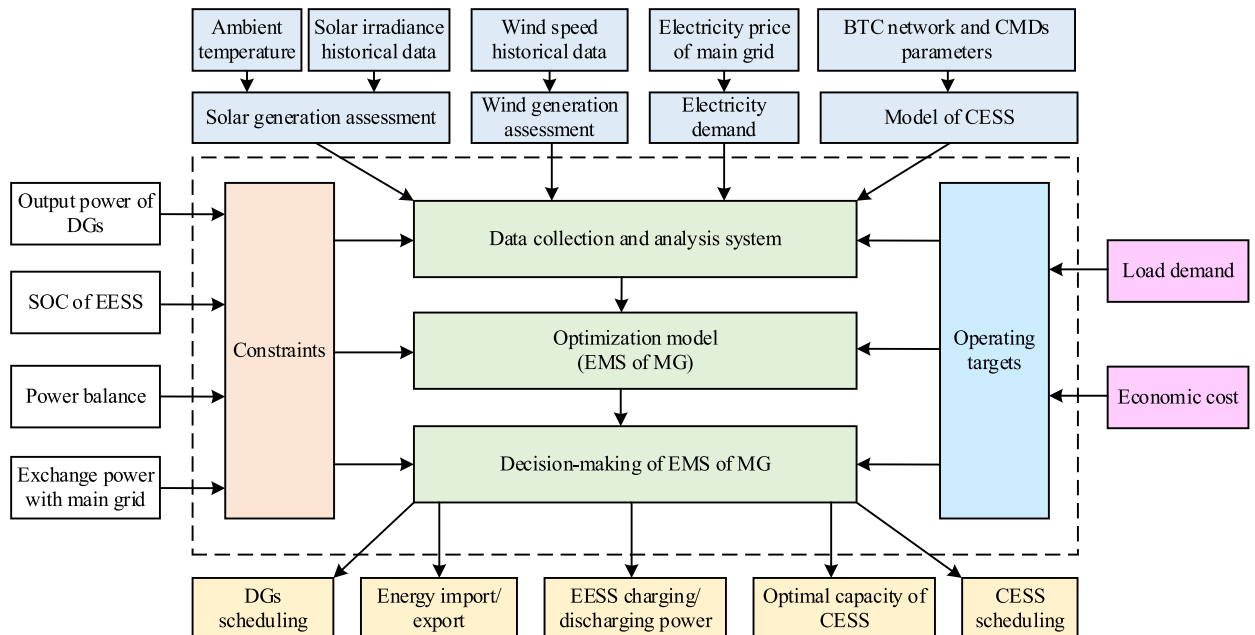 Ambient
temperature
Solar irradiance
historical data
Wind speed
historical data
Electricity price
of main grid
BTC network and CMDs
parameters
Solar generation assessment
Wind generation
assessment
Electricity
demand
Model of CESS
Output power of
DGs
SOC of EESS
Power balance
Exchange power
with main grid
Constraints
Data collection and analysis system
Optimization model
(EMS of MG)
Decision-making of EMS of MG
Operating
targets
Load demand
Economic cost
DGs
scheduling
Energy import/
export
EESS charging/
discharging power
Optimal capacity of
CESS
CESS
scheduling